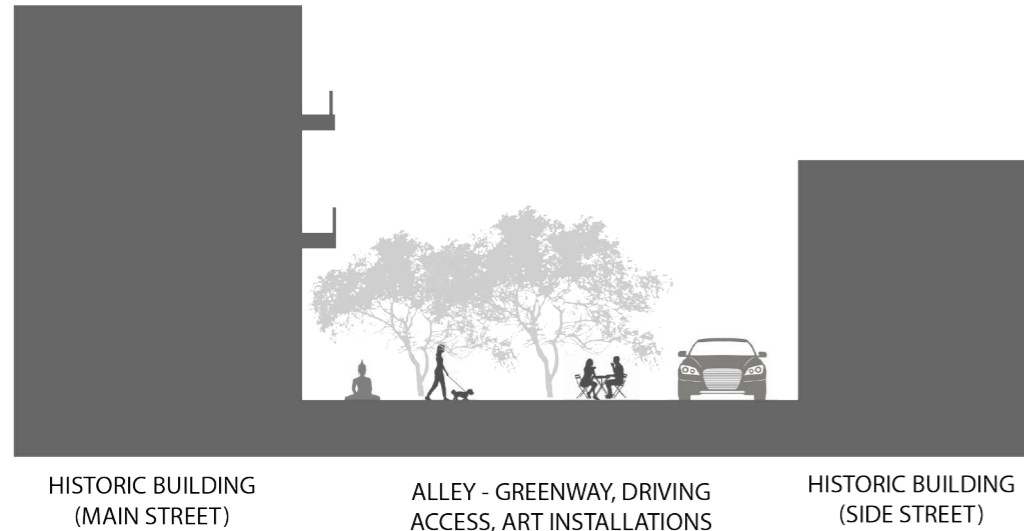 HISTORIC BUILDING
(MAIN STREET)
ALLEY - GREENWAY, DRIVING
ACCESS, ART INSTALLATIONS
HISTORIC BUILDING
(SIDE STREET)